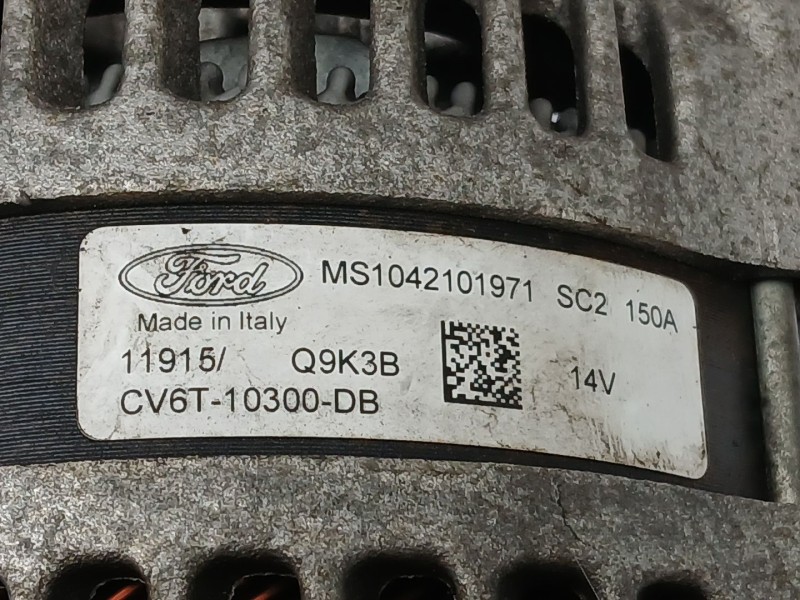 Ford MS1042101971 SC2 150A
Made in Italy
11915/ Q9K3B 14V
CV6T-10300-DB